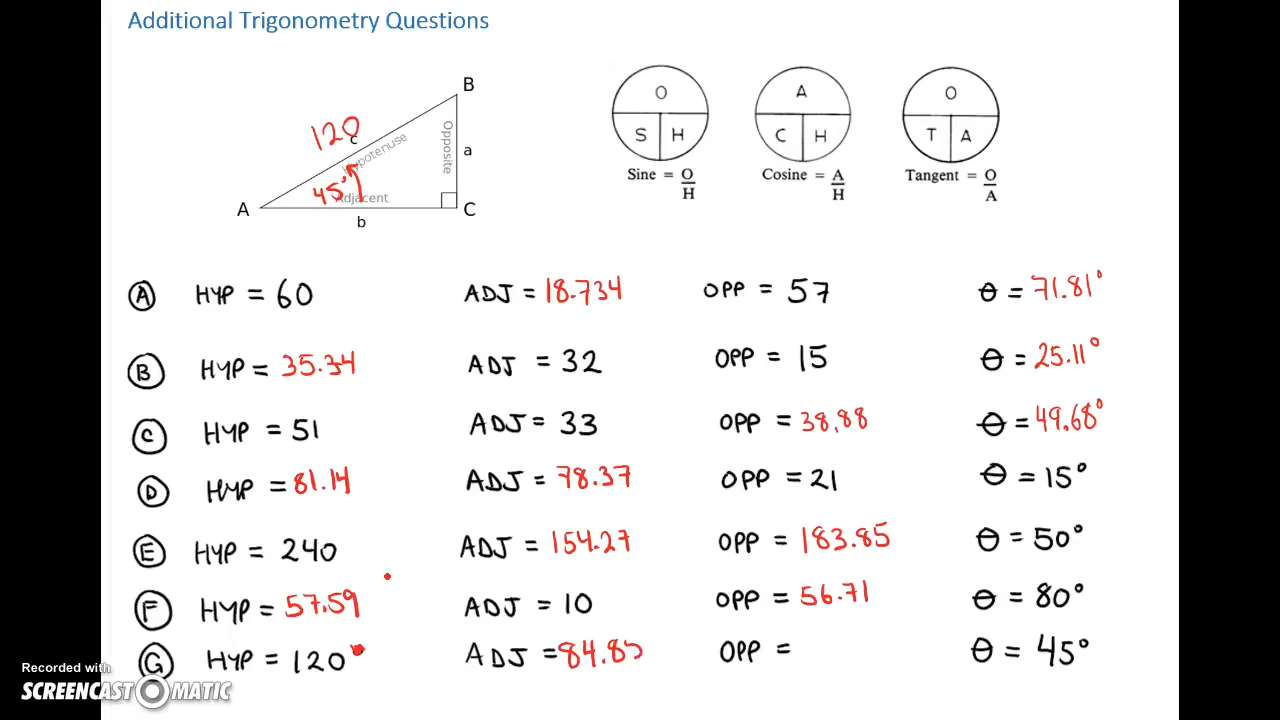 Additional Trigonometry Questions
B
120
c
Hypotenuse
Opposite
a
45°
Adjacent
A
C
b
O
S H
Sine = O
H
A
C H
Cosine = A
H
O
T A
Tangent = O
A
A HYP = 60 ADJ = 18.734 OPP = 57 θ = 71.81°
B HYP = 35.34 ADJ = 32 OPP = 15 θ = 25.11°
C HYP = 51 ADJ = 33 OPP = 38.88 θ = 49.68°
D HYP = 81.14 ADJ = 78.37 OPP = 21 θ = 15°
E HYP = 240 ADJ = 154.27 OPP = 183.85 θ = 50°
F HYP = 57.59 ADJ = 10 OPP = 56.71 θ = 80°
G HYP = 120 ADJ = 84.85 OPP = θ = 45°
Recorded with
SCREENCAST-O-MATIC